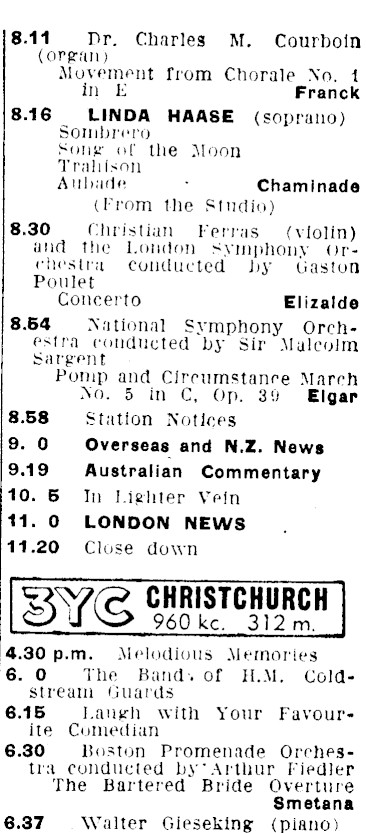 8.11 Dr. Charles M. Courboin
(organ)
Movement from Chorale No. 1
in E Franck
8.16 LINDA HAASE (soprano)
Sombrero
Song of the Moon
Trahison
Aubade Chaminade
(From the Studio)
8.30 Christian Ferras (violin)
and the London Symphony Or-
chestra conducted by Gaston
Poulet
Concerto Elizalde
8.54 National Symphony Orch-
estra conducted by Sir Malcolm
Sargent
Pomp and Circumstance March
No. 5 in C, Op. 39 Elgar
8.58 Station Notices
9. 0 Overseas and N.Z. News
9.19 Australian Commentary
10. 5 In Lighter Vein
11. 0 LONDON NEWS
11.20 Close down
3YC CHRISTCHURCH
960 kc. 312 m.
4.30 p.m. Melodious Memories
6. 0 The Band of H.M. Cold-
stream Guards
6.15 Laugh with Your Favour-
ite Comedian
6.30 Boston Promenade Orches-
tra conducted by Arthur Fiedler
The Bartered Bride Overture
Smetana
6.37 Walter Gieseking (piano)